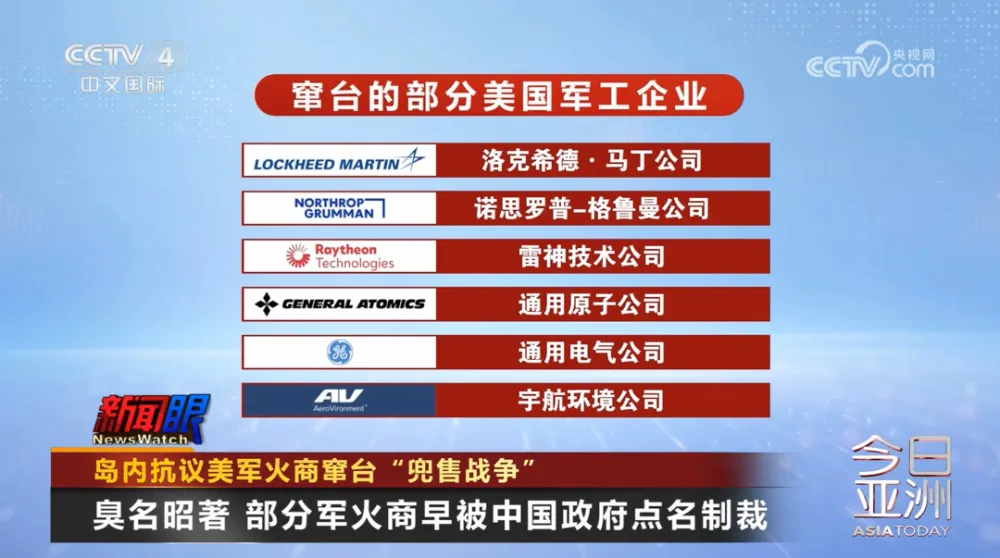 CCTV 4
中文国际
央视网
CCTV.com
窜台的部分美国军工企业
LOCKHEED MARTIN 洛克希德·马丁公司
NORTHROP
GRUMMAN
诺思罗普-格鲁曼公司
Raytheon
Technologies
雷神技术公司
GENERAL ATOMICS 通用原子公司
GE 通用电气公司
AV
AeroVironment™
宇航环境公司
新闻眼
NewsWatch
岛内抗议美军火商窜台“兜售战争”
臭名昭著 部分军火商早被中国政府点名制裁
今日
亚洲
ASIA TODAY